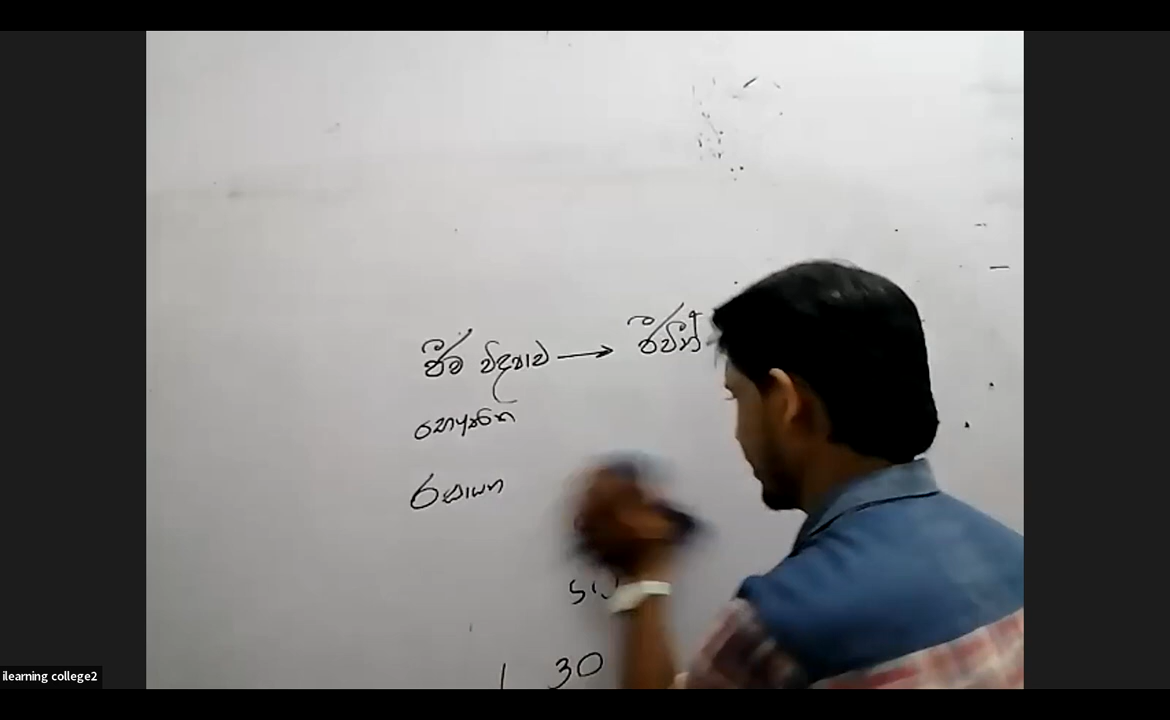 ජීව විද්‍යාව → ජීවීන්
භෞතික
රසායන
30
ilearning college2